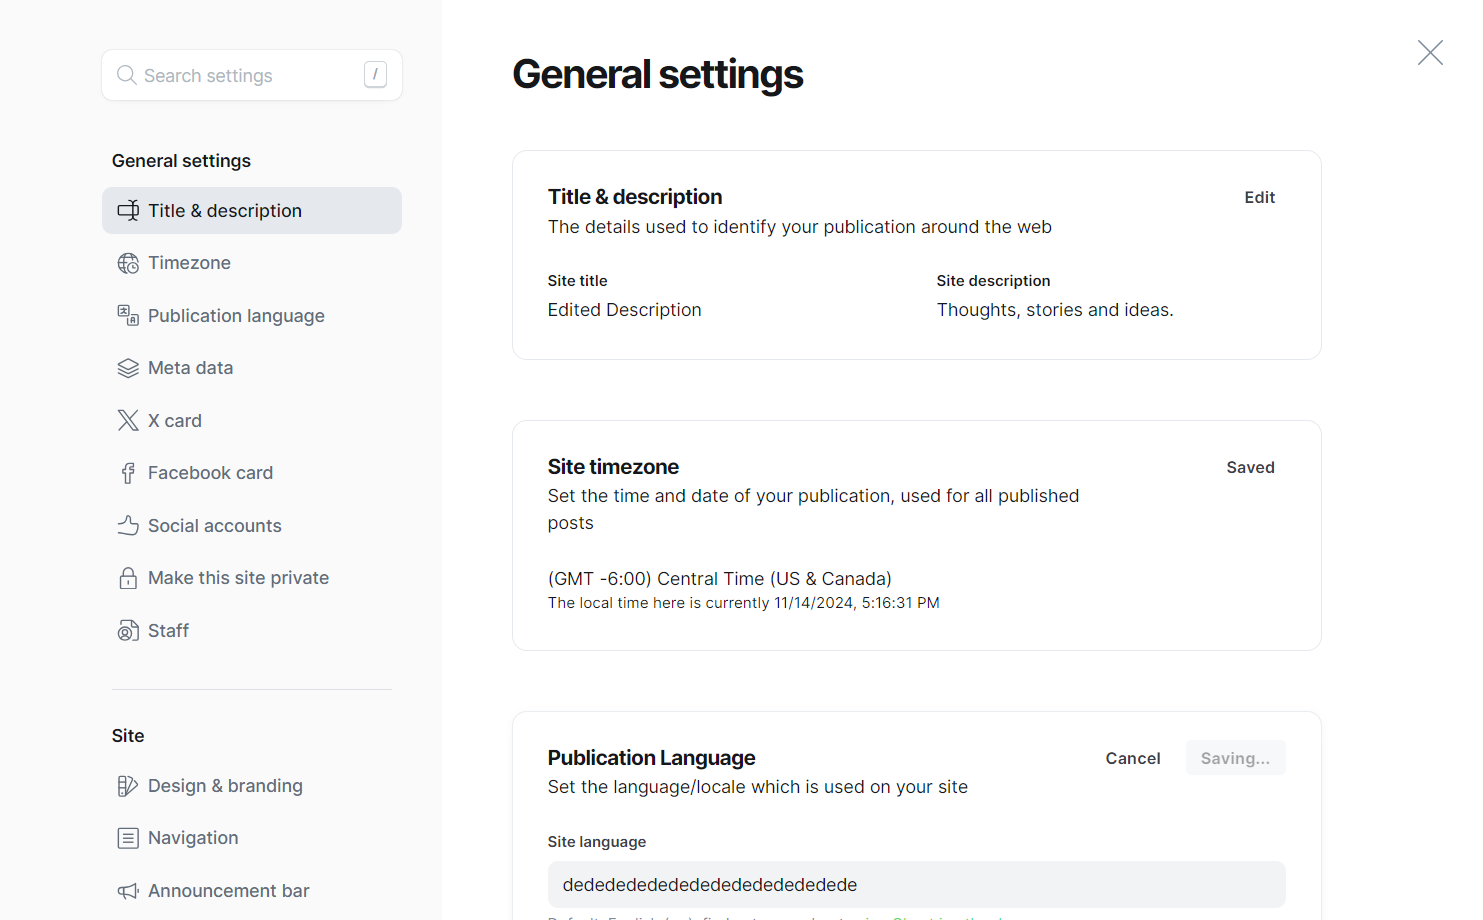 Search settings
/
General settings
Title & description
Timezone
Publication language
Meta data
X card
Facebook card
Social accounts
Make this site private
Staff
Site
Design & branding
Navigation
Announcement bar
General settings
Title & description
Edit
The details used to identify your publication around the web
Site title
Site description
Edited Description
Thoughts, stories and ideas.
Site timezone
Saved
Set the time and date of your publication, used for all published
posts
(GMT -6:00) Central Time (US & Canada)
The local time here is currently 11/14/2024, 5:16:31 PM
Publication Language
Cancel
Saving...
Set the language/locale which is used on your site
Site language
dededededededededededededede